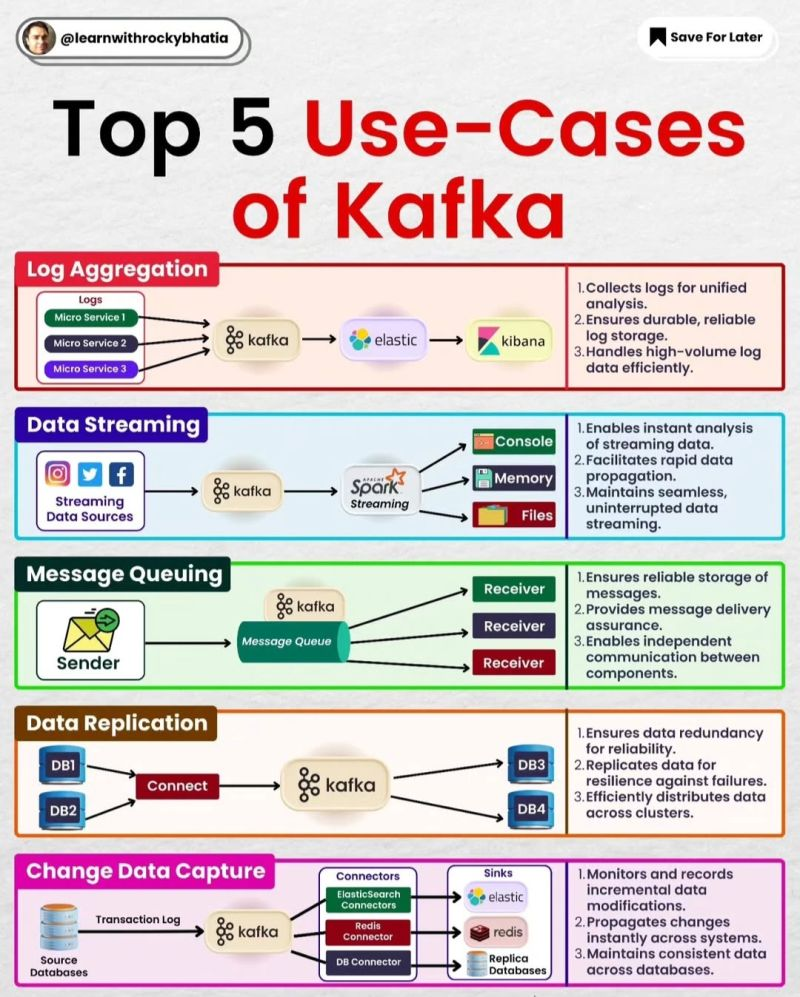 @learnwithrockybhatia
Save For Later
Top 5 Use-Cases
of Kafka
Log Aggregation
Logs
Micro Service 1
Micro Service 2
Micro Service 3
kafka
elastic
kibana
1. Collects logs for unified
analysis.
2. Ensures durable, reliable
log storage.
3. Handles high-volume log
data efficiently.
Data Streaming
Streaming
Data Sources
kafka
APACHE
Spark
Streaming
Console
Memory
Files
1. Enables instant analysis
of streaming data.
2. Facilitates rapid data
propagation.
3. Maintains seamless,
uninterrupted data
streaming.
Message Queuing
Sender
kafka
Message Queue
Receiver
Receiver
Receiver
1. Ensures reliable storage of
messages.
2. Provides message delivery
assurance.
3. Enables independent
communication between
components.
Data Replication
DB1
DB2
Connect
kafka
DB3
DB4
1. Ensures data redundancy
for reliability.
2. Replicates data for
resilience against failures.
3. Efficiently distributes data
across clusters.
Change Data Capture
Source
Databases
Transaction Log
kafka
Connectors
ElasticSearch
Connectors
Redis
Connector
DB Connector
Sinks
elastic
redis
Replica
Databases
1. Monitors and records
incremental data
modifications.
2. Propagates changes
instantly across systems.
3. Maintains consistent data
across databases.